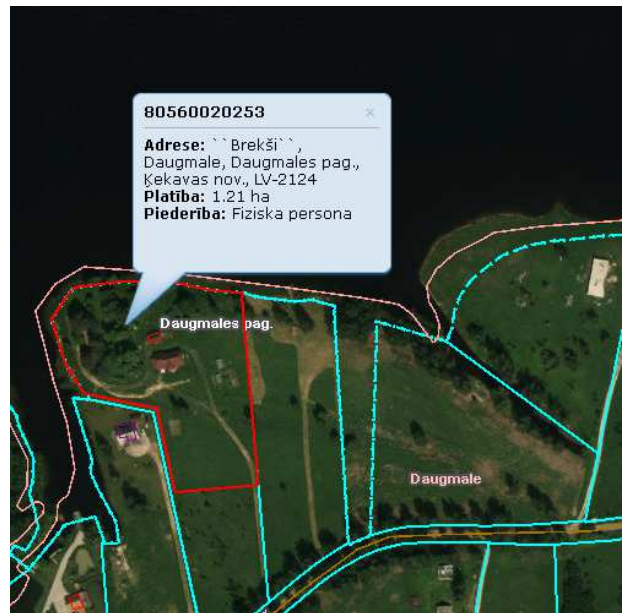 80560020253
×
Adrese: ``Brekši``,
Daugmale, Daugmales pag.,
Ķekavas nov., LV-2124
Platība: 1.21 ha
Piederība: Fiziska persona
Daugmales pag.
Daugmale